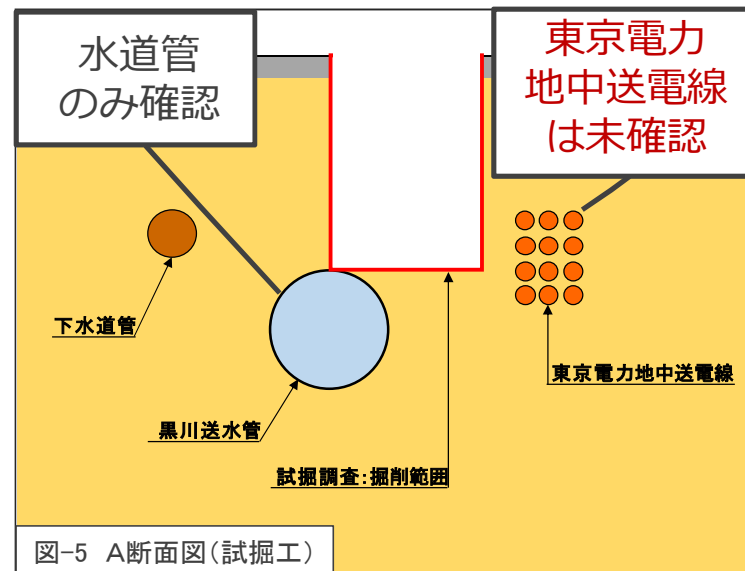 水道管
のみ確認
東京電力
地中送電線
は未確認
下水道管
東京電力地中送電線
黒川送水管
試掘調査:掘削範囲
図-5 A断面図(試掘工)